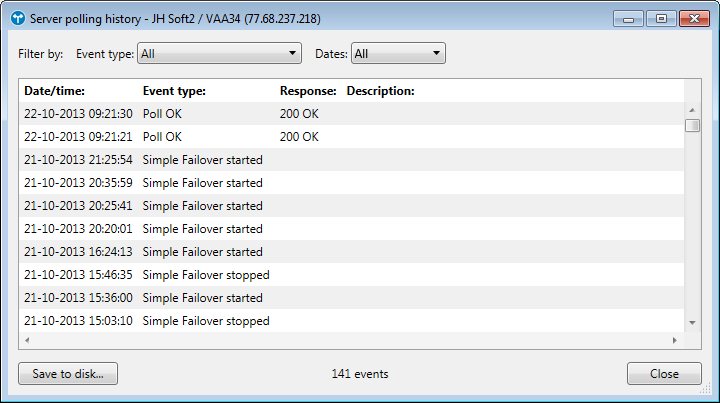 Server polling history - JH Soft2 / VAA34 (77.68.237.218)
Filter by: Event type: All Dates: All
Date/time: Event type: Response: Description:
22-10-2013 09:21:30 Poll OK 200 OK
22-10-2013 09:21:21 Poll OK 200 OK
21-10-2013 21:25:54 Simple Failover started
21-10-2013 20:35:59 Simple Failover started
21-10-2013 20:25:41 Simple Failover started
21-10-2013 20:20:01 Simple Failover started
21-10-2013 16:24:13 Simple Failover started
21-10-2013 15:46:35 Simple Failover stopped
21-10-2013 15:36:00 Simple Failover started
21-10-2013 15:03:10 Simple Failover stopped
Save to disk... 141 events Close